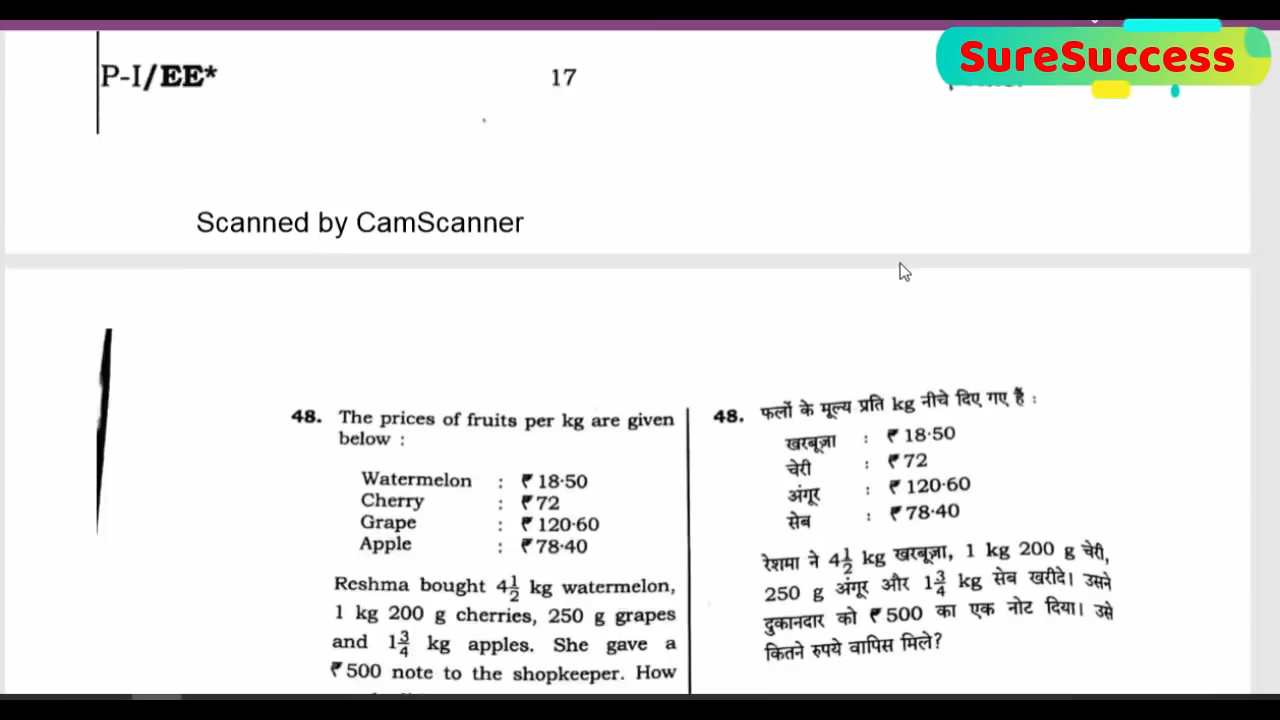 SureSuccess
P-I/EE*
17
Scanned by CamScanner
48. The prices of fruits per kg are given
below :
Watermelon : ₹ 18·50
Cherry : ₹ 72
Grape : ₹ 120·60
Apple : ₹ 78·40
Reshma bought 4½ kg watermelon,
1 kg 200 g cherries, 250 g grapes
and 1¾ kg apples. She gave a
₹ 500 note to the shopkeeper. How
48. फलों के मूल्य प्रति kg नीचे दिए गए हैं :
खरबूज़ा : ₹ 18·50
चेरी : ₹ 72
अंगूर : ₹ 120·60
सेब : ₹ 78·40
रेशमा ने 4½ kg खरबूज़ा, 1 kg 200 g चेरी,
250 g अंगूर और 1¾ kg सेब खरीदे। उसने
दुकानदार को ₹ 500 का एक नोट दिया। उसे
कितने रुपये वापिस मिले?